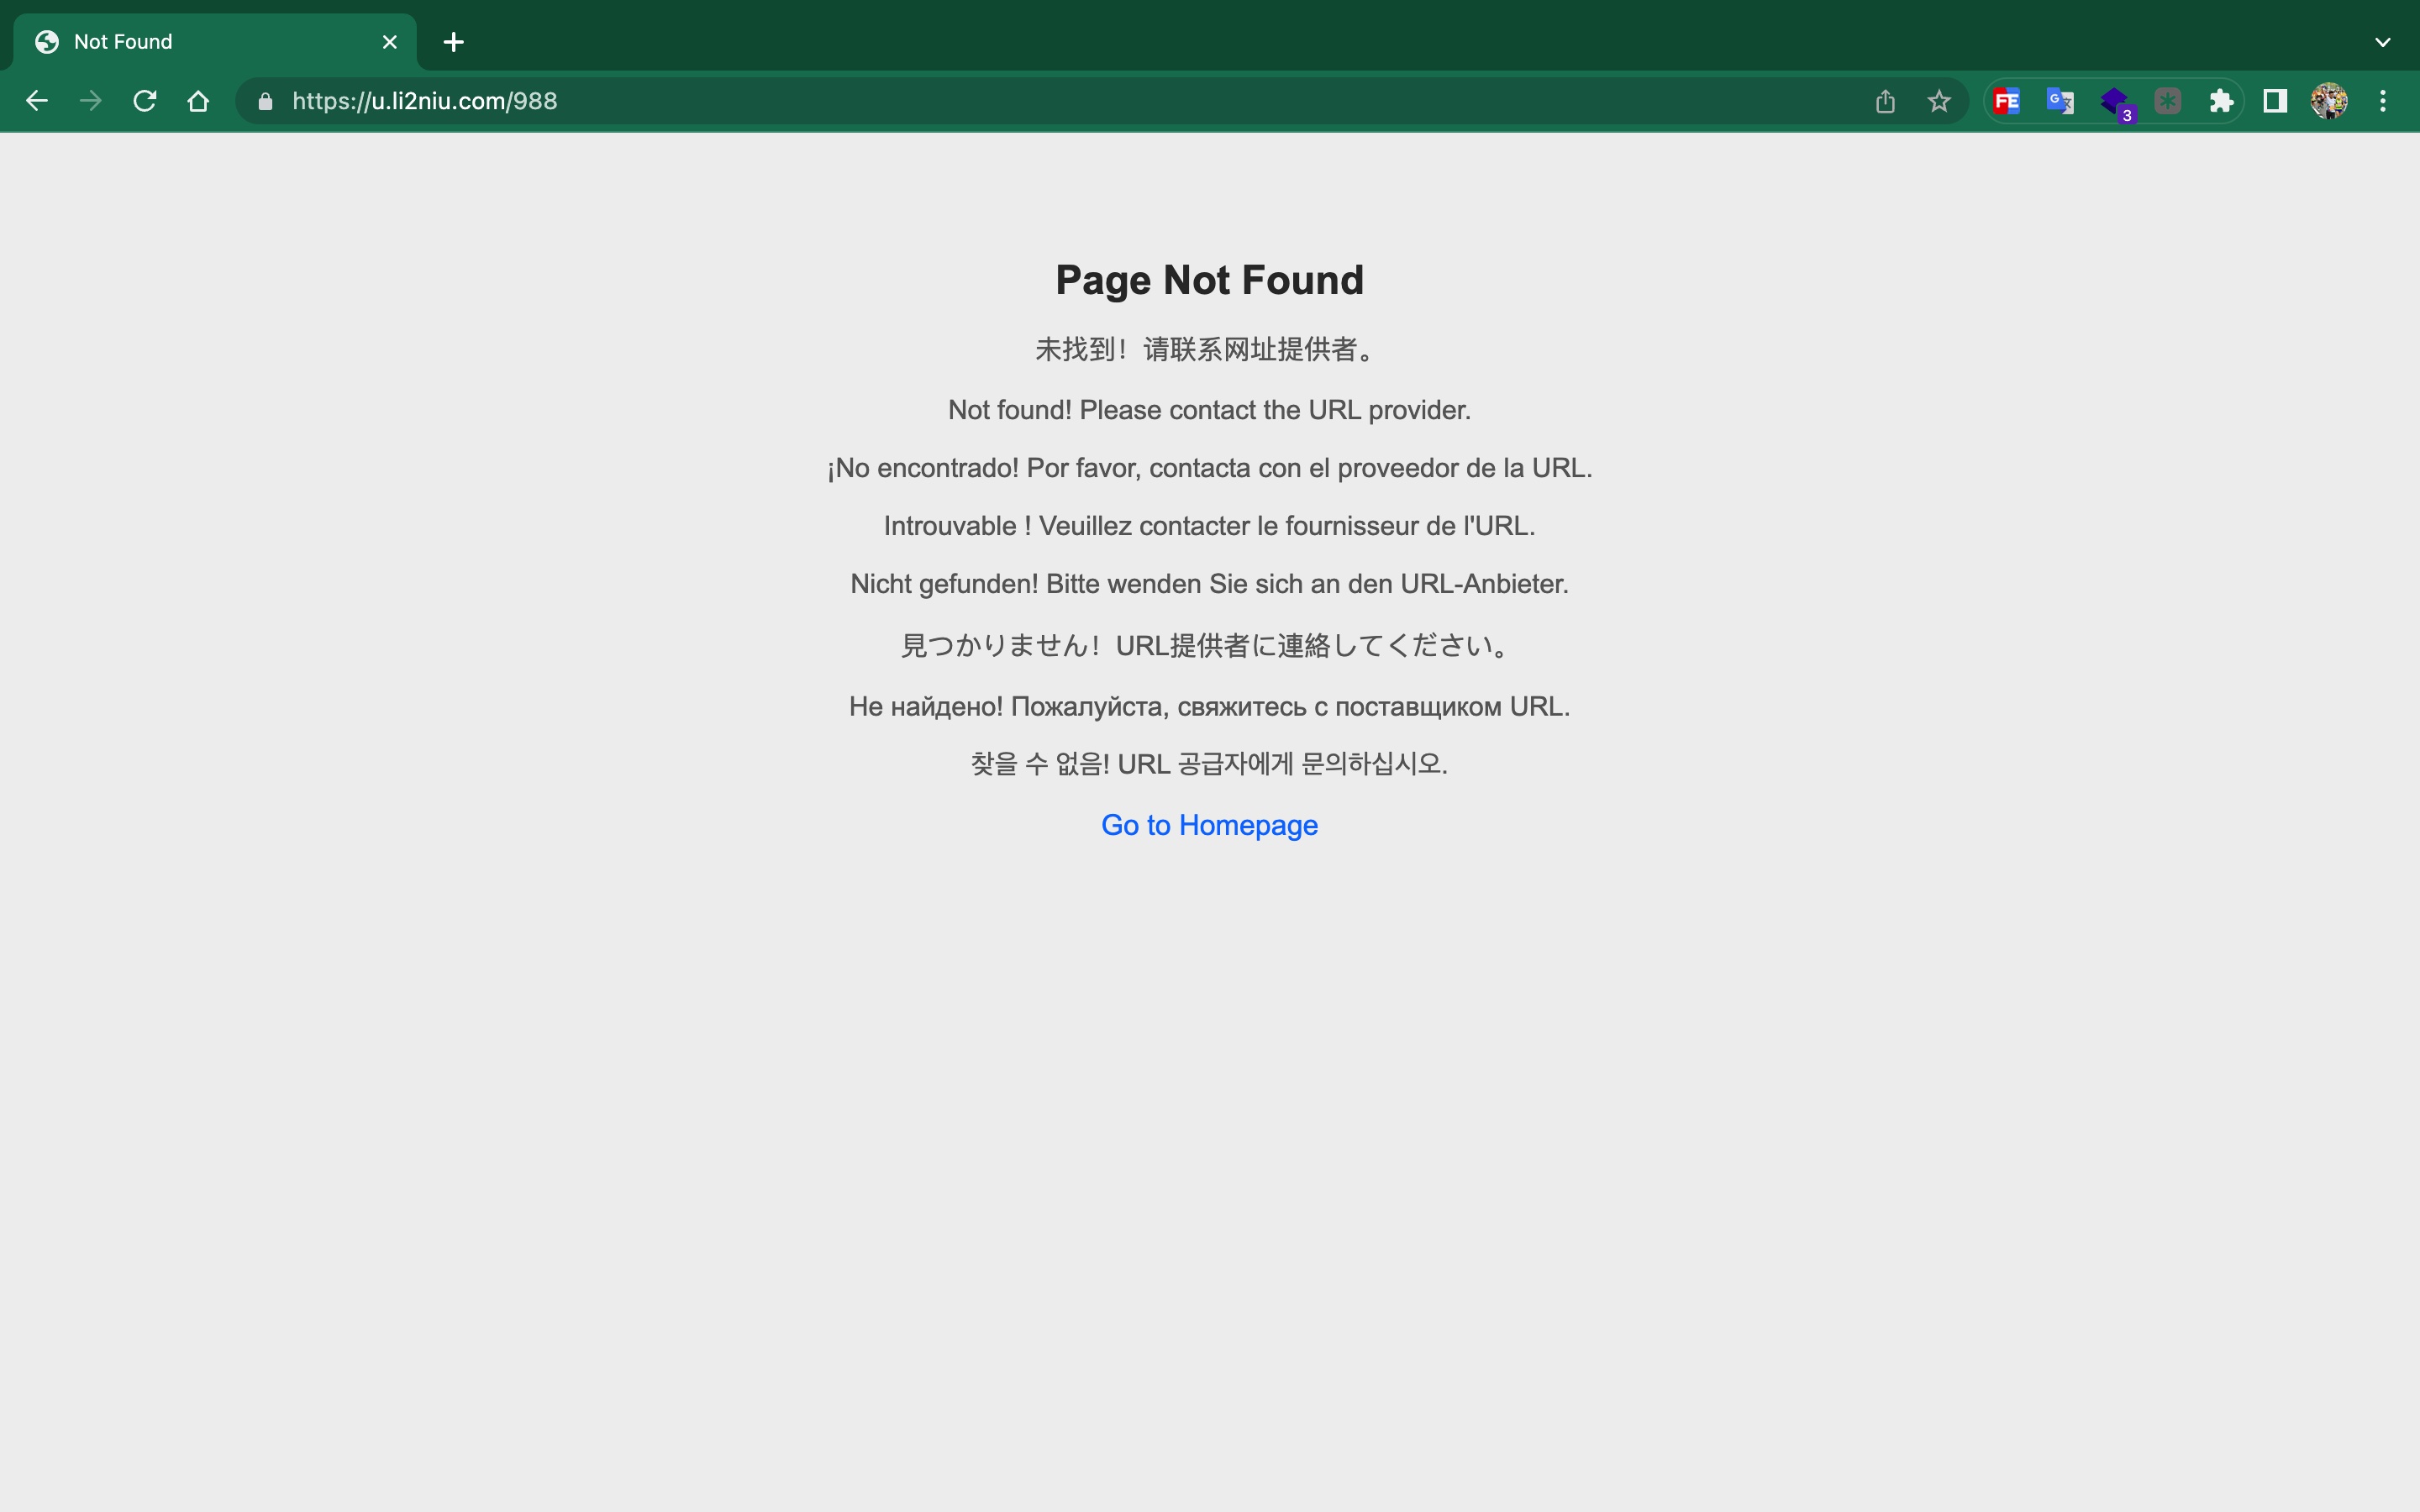 Not Found
https://u.li2niu.com/988
FE
G 文
3
Page Not Found
未找到！请联系网址提供者。
Not found! Please contact the URL provider.
¡No encontrado! Por favor, contacta con el proveedor de la URL.
Introuvable ! Veuillez contacter le fournisseur de l'URL.
Nicht gefunden! Bitte wenden Sie sich an den URL-Anbieter.
見つかりません！URL提供者に連絡してください。
Не найдено! Пожалуйста, свяжитесь с поставщиком URL.
찾을 수 없음! URL 공급자에게 문의하십시오.
Go to Homepage